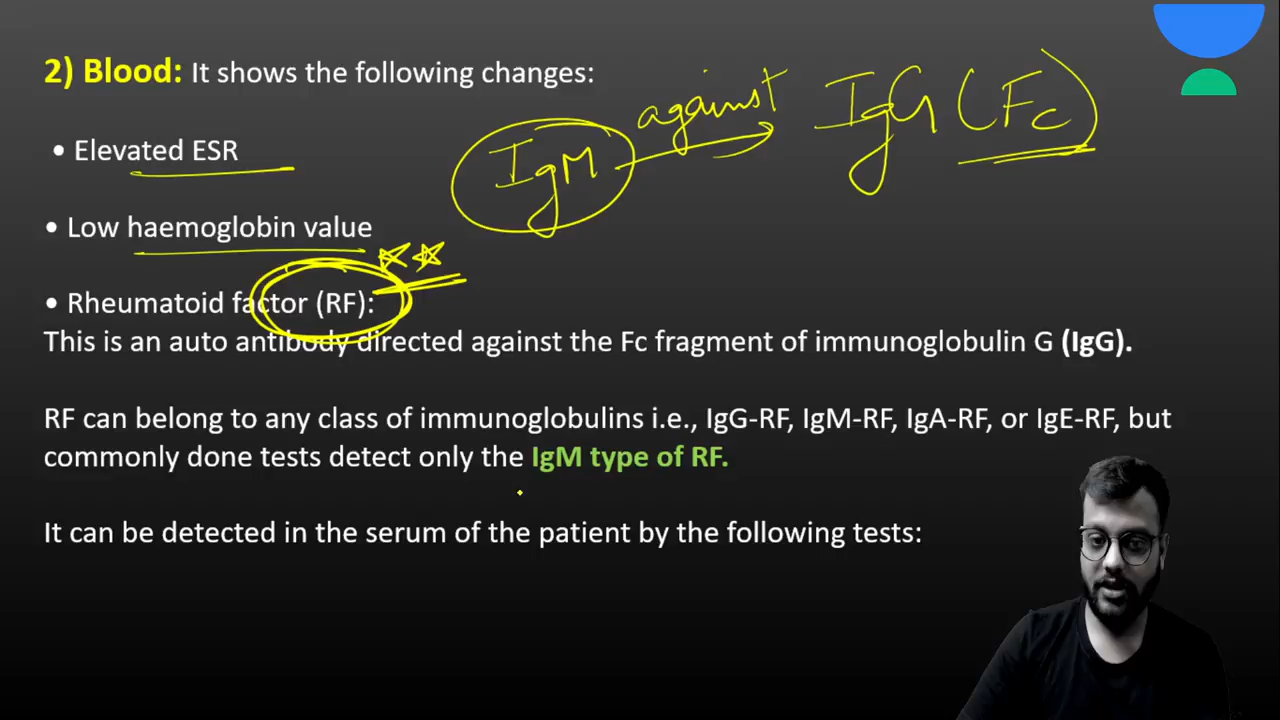 2) Blood: It shows the following changes:
against IgG (Fc)
IgM
• Elevated ESR
• Low haemoglobin value
• Rheumatoid factor (RF):
This is an auto antibody directed against the Fc fragment of immunoglobulin G (IgG).
RF can belong to any class of immunoglobulins i.e., IgG-RF, IgM-RF, IgA-RF, or IgE-RF, but
commonly done tests detect only the IgM type of RF.
It can be detected in the serum of the patient by the following tests: